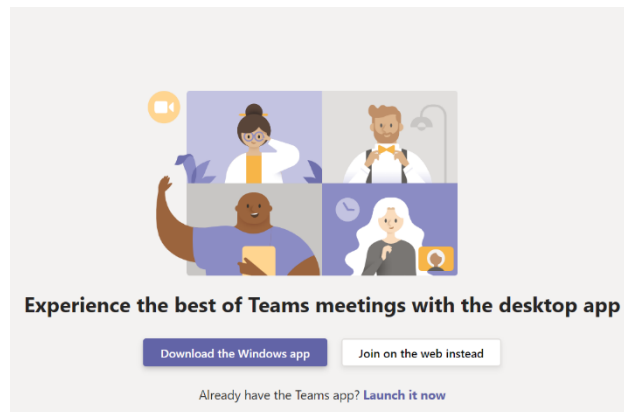 Experience the best of Teams meetings with the desktop app
Download the Windows app
Join on the web instead
Already have the Teams app? Launch it now